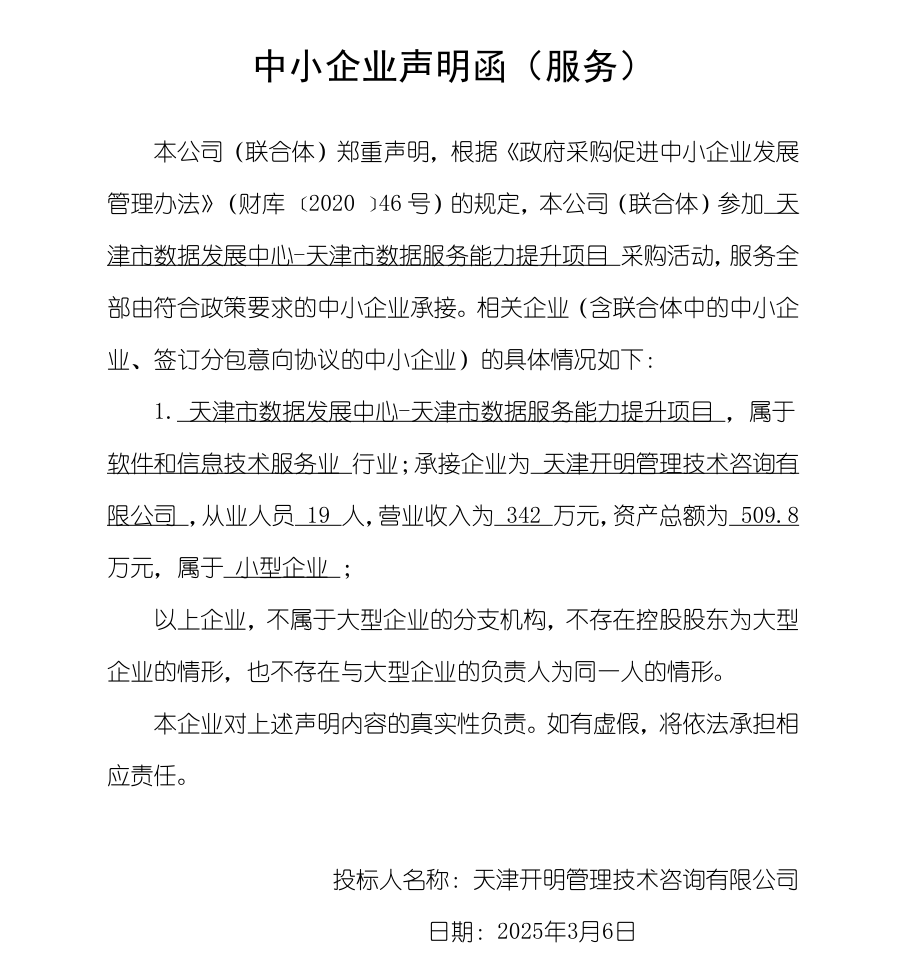 中小企业声明函（服务）
本公司（联合体）郑重声明，根据《政府采购促进中小企业发展
管理办法》（财库﹝2020﹞46号）的规定，本公司（联合体）参加 天
津市数据发展中心-天津市数据服务能力提升项目 采购活动，服务全
部由符合政策要求的中小企业承接。相关企业（含联合体中的中小企
业、签订分包意向协议的中小企业）的具体情况如下：
1. 天津市数据发展中心-天津市数据服务能力提升项目 ，属于
软件和信息技术服务业 行业；承接企业为 天津开明管理技术咨询有
限公司 ，从业人员 19 人，营业收入为 342 万元，资产总额为 509.8
万元，属于 小型企业 ；
以上企业，不属于大型企业的分支机构，不存在控股股东为大型
企业的情形，也不存在与大型企业的负责人为同一人的情形。
本企业对上述声明内容的真实性负责。如有虚假，将依法承担相
应责任。
投标人名称：天津开明管理技术咨询有限公司
日期：2025年3月6日